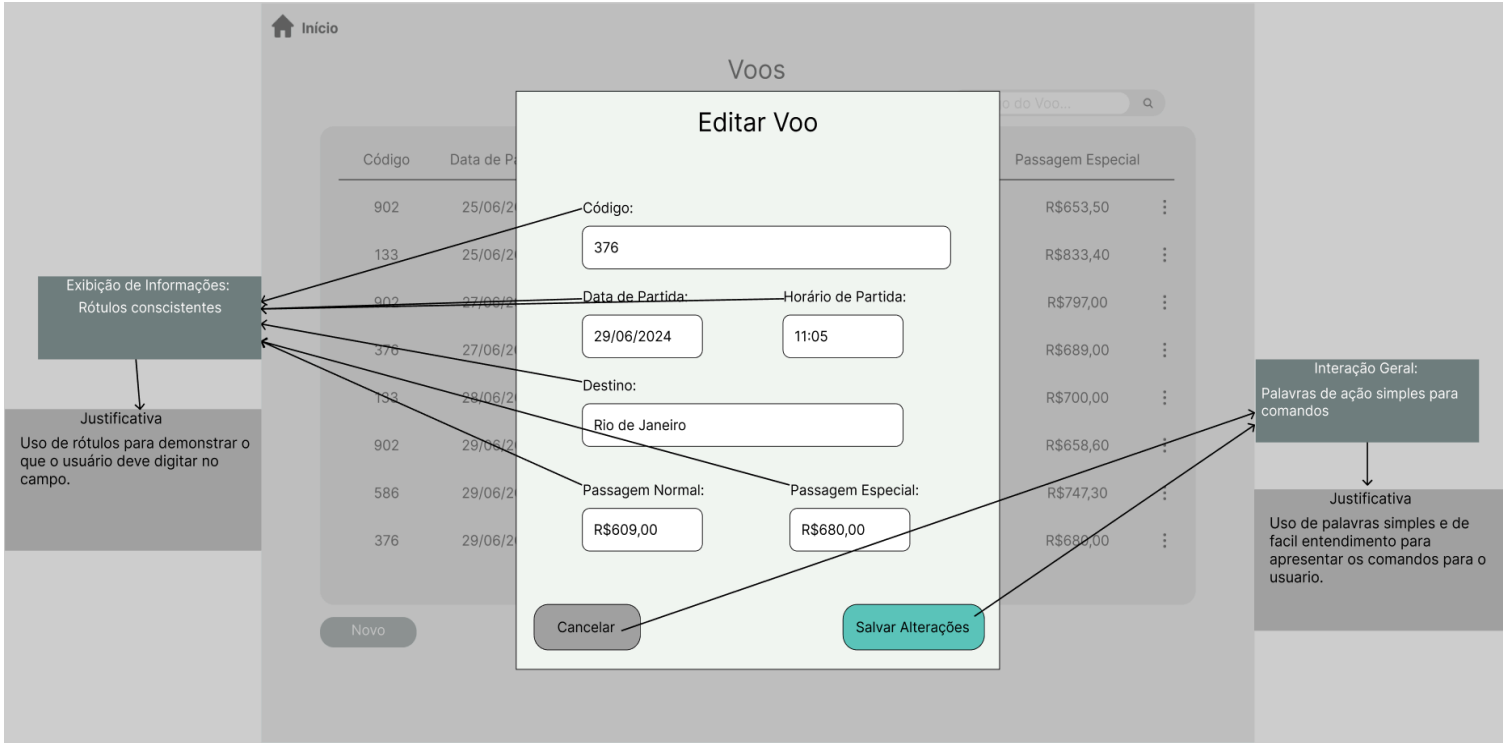 Início
Voos
o do Voo...
Código Data de Pa Passagem Especial
902 25/06/20 R$653,50
133 25/06/20 R$833,40
902 27/06/2 R$797,00
376 27/06/20 R$689,00
133 28/06/20 R$700,00
902 29/06/2 R$658,60
586 29/06/20 R$747,30
376 29/06/20 R$680,00
Novo
Editar Voo
Código:
376
Data de Partida: Horário de Partida:
29/06/2024 11:05
Destino:
Rio de Janeiro
Passagem Normal: Passagem Especial:
R$609,00 R$680,00
Cancelar Salvar Alterações
Exibição de Informações:
Rótulos conscistentes
Justificativa
Uso de rótulos para demonstrar o
que o usuário deve digitar no
campo.
Interação Geral:
Palavras de ação simples para
comandos
Justificativa
Uso de palavras simples e de
facil entendimento para
apresentar os comandos para o
usuario.